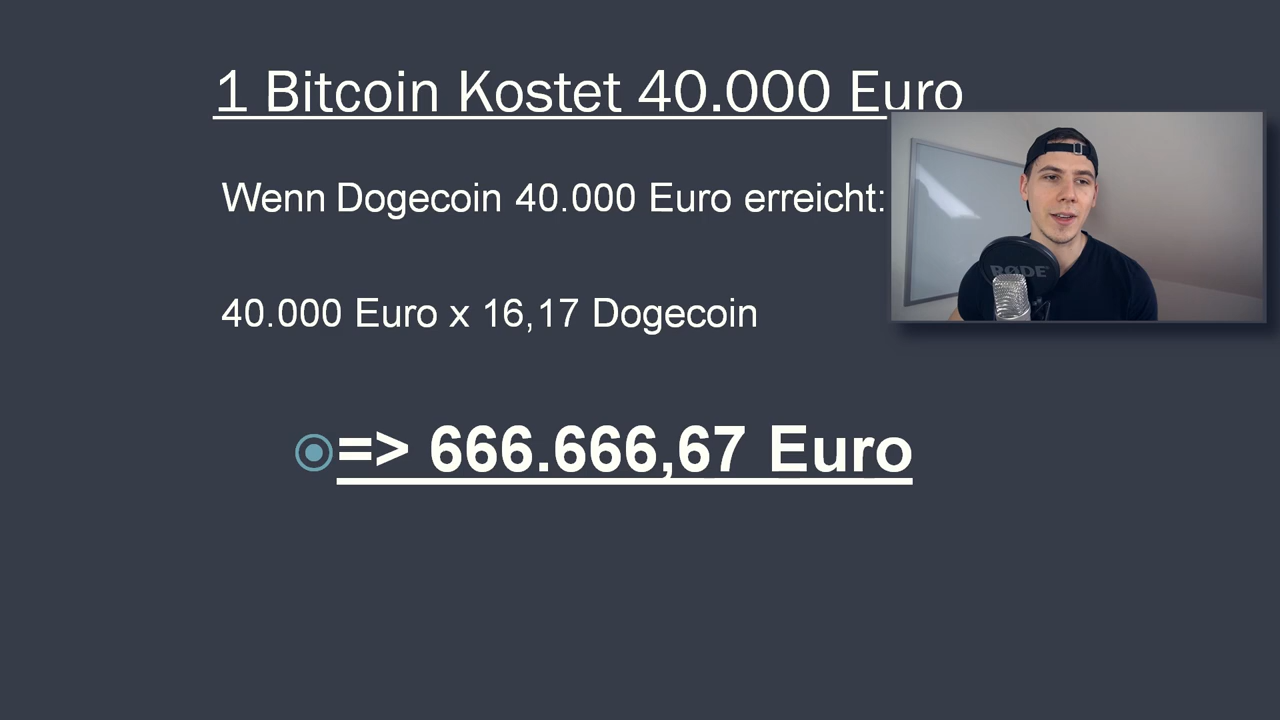 1 Bitcoin Kostet 40.000 Euro
Wenn Dogecoin 40.000 Euro erreicht:
40.000 Euro x 16,17 Dogecoin
=> 666.666,67 Euro
RØDE